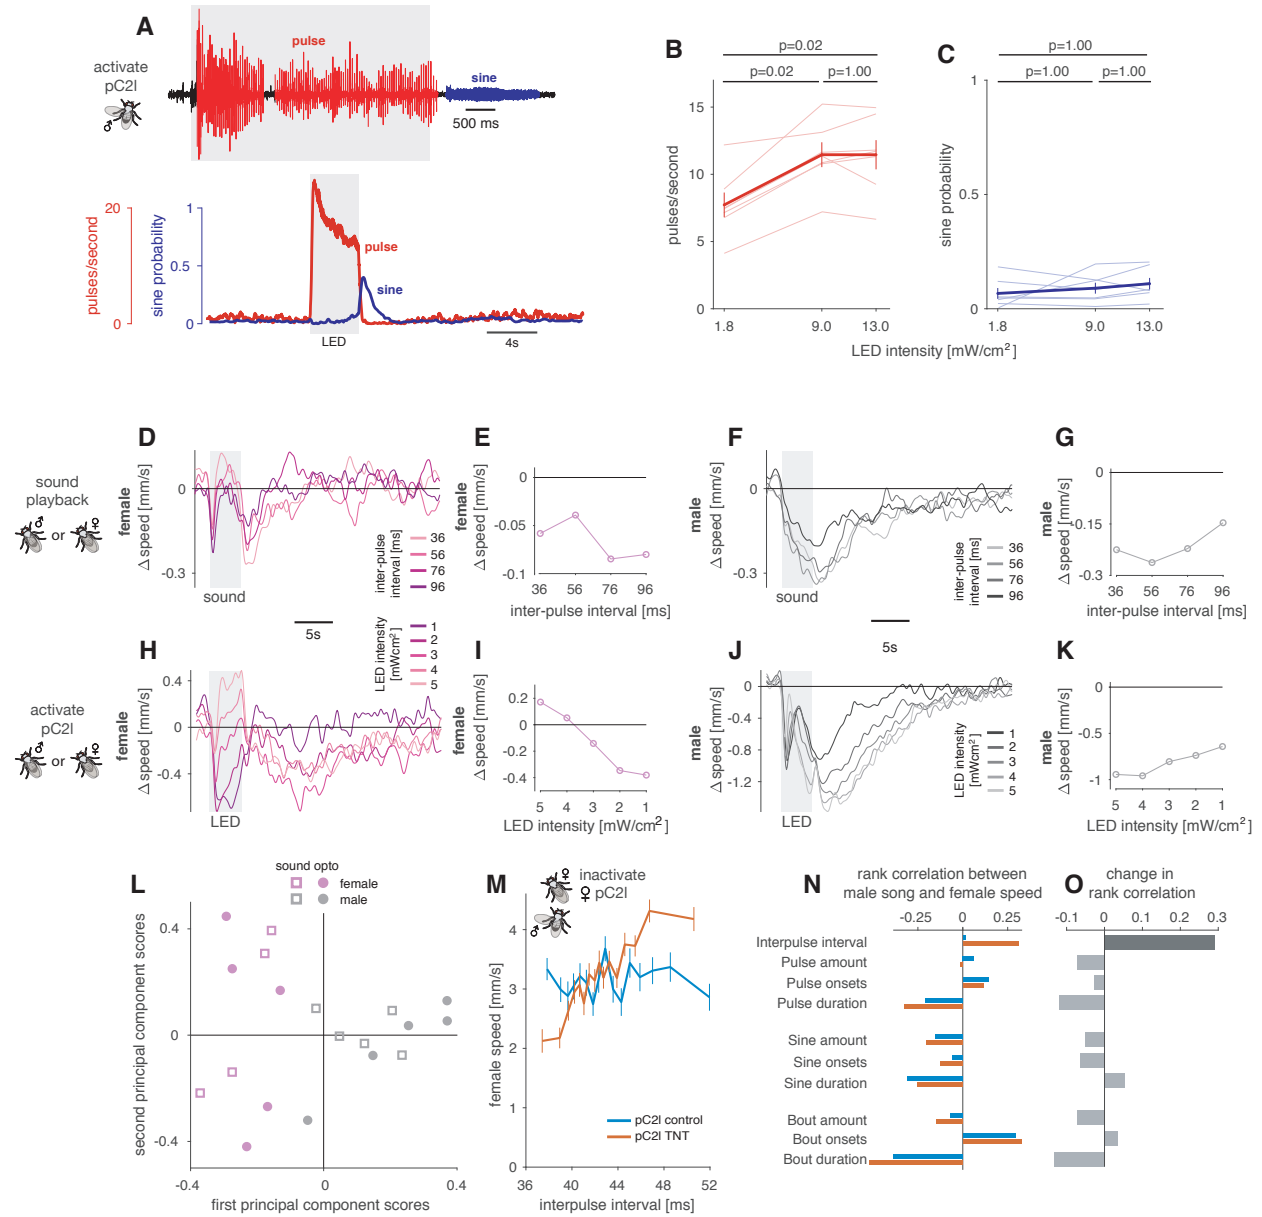 A
activate
pC2l
♂
pulse
sine
500 ms
pulses/second
20
0
sine probability
1
0.5
0
pulse
sine
LED
4s
B
p=0.02
p=0.02
p=1.00
pulses/second
15
10
5
0
1.8
9.0
13.0
C
p=1.00
p=1.00
p=1.00
sine probability
1
0.5
0
1.8
9.0
13.0
LED intensity [mW/cm²]
sound
playback
♂ or ♀
D
female
△ speed [mm/s]
0
-0.3
sound
inter-pulse
interval [ms]
36
56
76
96
5s
E
female
△ speed [mm/s]
0
-0.05
-0.1
36 56 76 96
inter-pulse interval [ms]
F
male
△ speed [mm/s]
0
-0.3
sound
inter-pulse
interval [ms]
36
56
76
96
5s
G
male
△ speed [mm/s]
0
-0.15
-0.3
36 56 76 96
inter-pulse interval [ms]
activate
pC2l
♂ or ♀
H
female
△ speed [mm/s]
0.4
0
-0.4
LED
LED intensity
[mWcm²]
1
2
3
4
5
I
female
△ speed [mm/s]
0.2
0
-0.2
-0.4
5 4 3 2 1
LED intensity [mW/cm²]
J
male
△ speed [mm/s]
0
-0.4
-0.8
-1.2
LED
LED intensity
[mWcm²]
1
2
3
4
5
K
male
△ speed [mm/s]
0
-0.5
-1
5 4 3 2 1
LED intensity [mW/cm²]
L
sound opto
female
male
second principal component scores
0.4
0
-0.4
-0.4 0 0.4
first principal component scores
M
♀ inactivate
♀ pC2l
♂
female speed [mm/s]
4
3
2
1
0
pC2l control
pC2l TNT
36 40 44 48 52
interpulse interval [ms]
N
rank correlation between
male song and female speed
-0.25 0 0.25
Interpulse interval
Pulse amount
Pulse onsets
Pulse duration
Sine amount
Sine onsets
Sine duration
Bout amount
Bout onsets
Bout duration
O
change in
rank correlation
-0.1 0 0.1 0.2 0.3